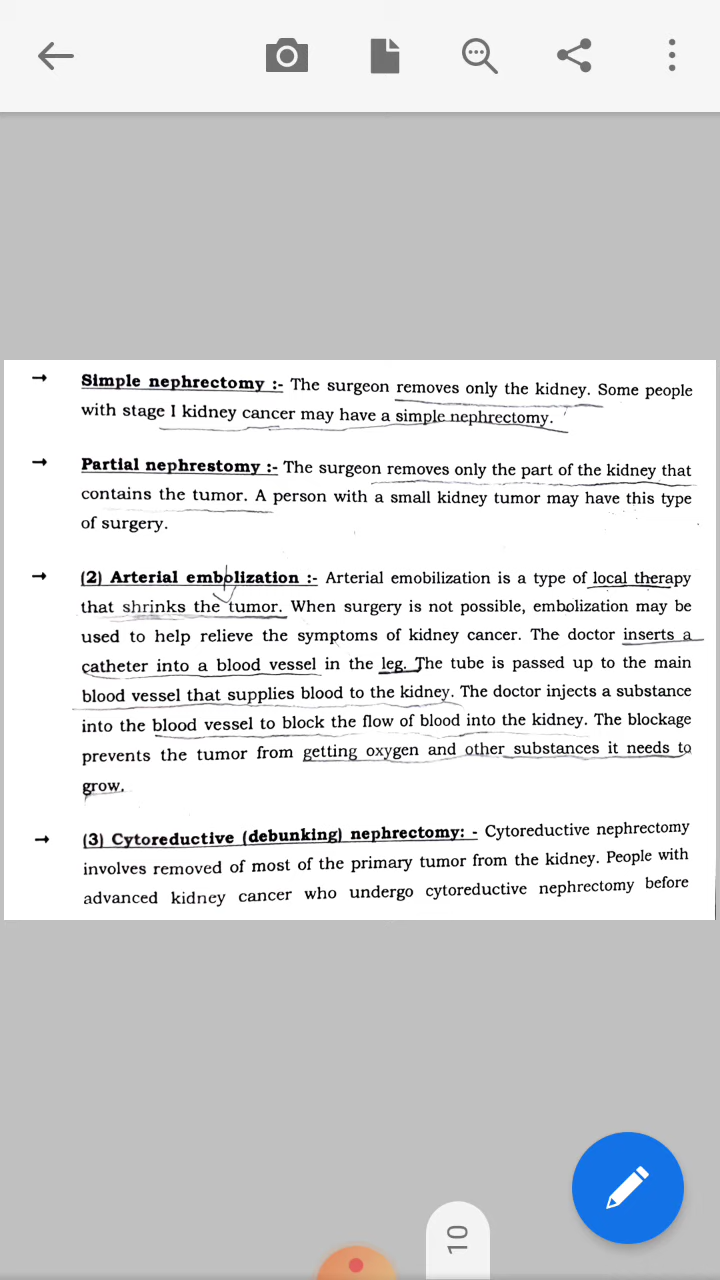 → Simple nephrectomy :- The surgeon removes only the kidney. Some people
with stage I kidney cancer may have a simple nephrectomy.
→ Partial nephrestomy :- The surgeon removes only the part of the kidney that
contains the tumor. A person with a small kidney tumor may have this type
of surgery.
→ (2) Arterial embolization :- Arterial emobilization is a type of local therapy
that shrinks the tumor. When surgery is not possible, embolization may be
used to help relieve the symptoms of kidney cancer. The doctor inserts a
catheter into a blood vessel in the leg. The tube is passed up to the main
blood vessel that supplies blood to the kidney. The doctor injects a substance
into the blood vessel to block the flow of blood into the kidney. The blockage
prevents the tumor from getting oxygen and other substances it needs to
grow.
→ (3) Cytoreductive (debunking) nephrectomy: - Cytoreductive nephrectomy
involves removed of most of the primary tumor from the kidney. People with
advanced kidney cancer who undergo cytoreductive nephrectomy before
10